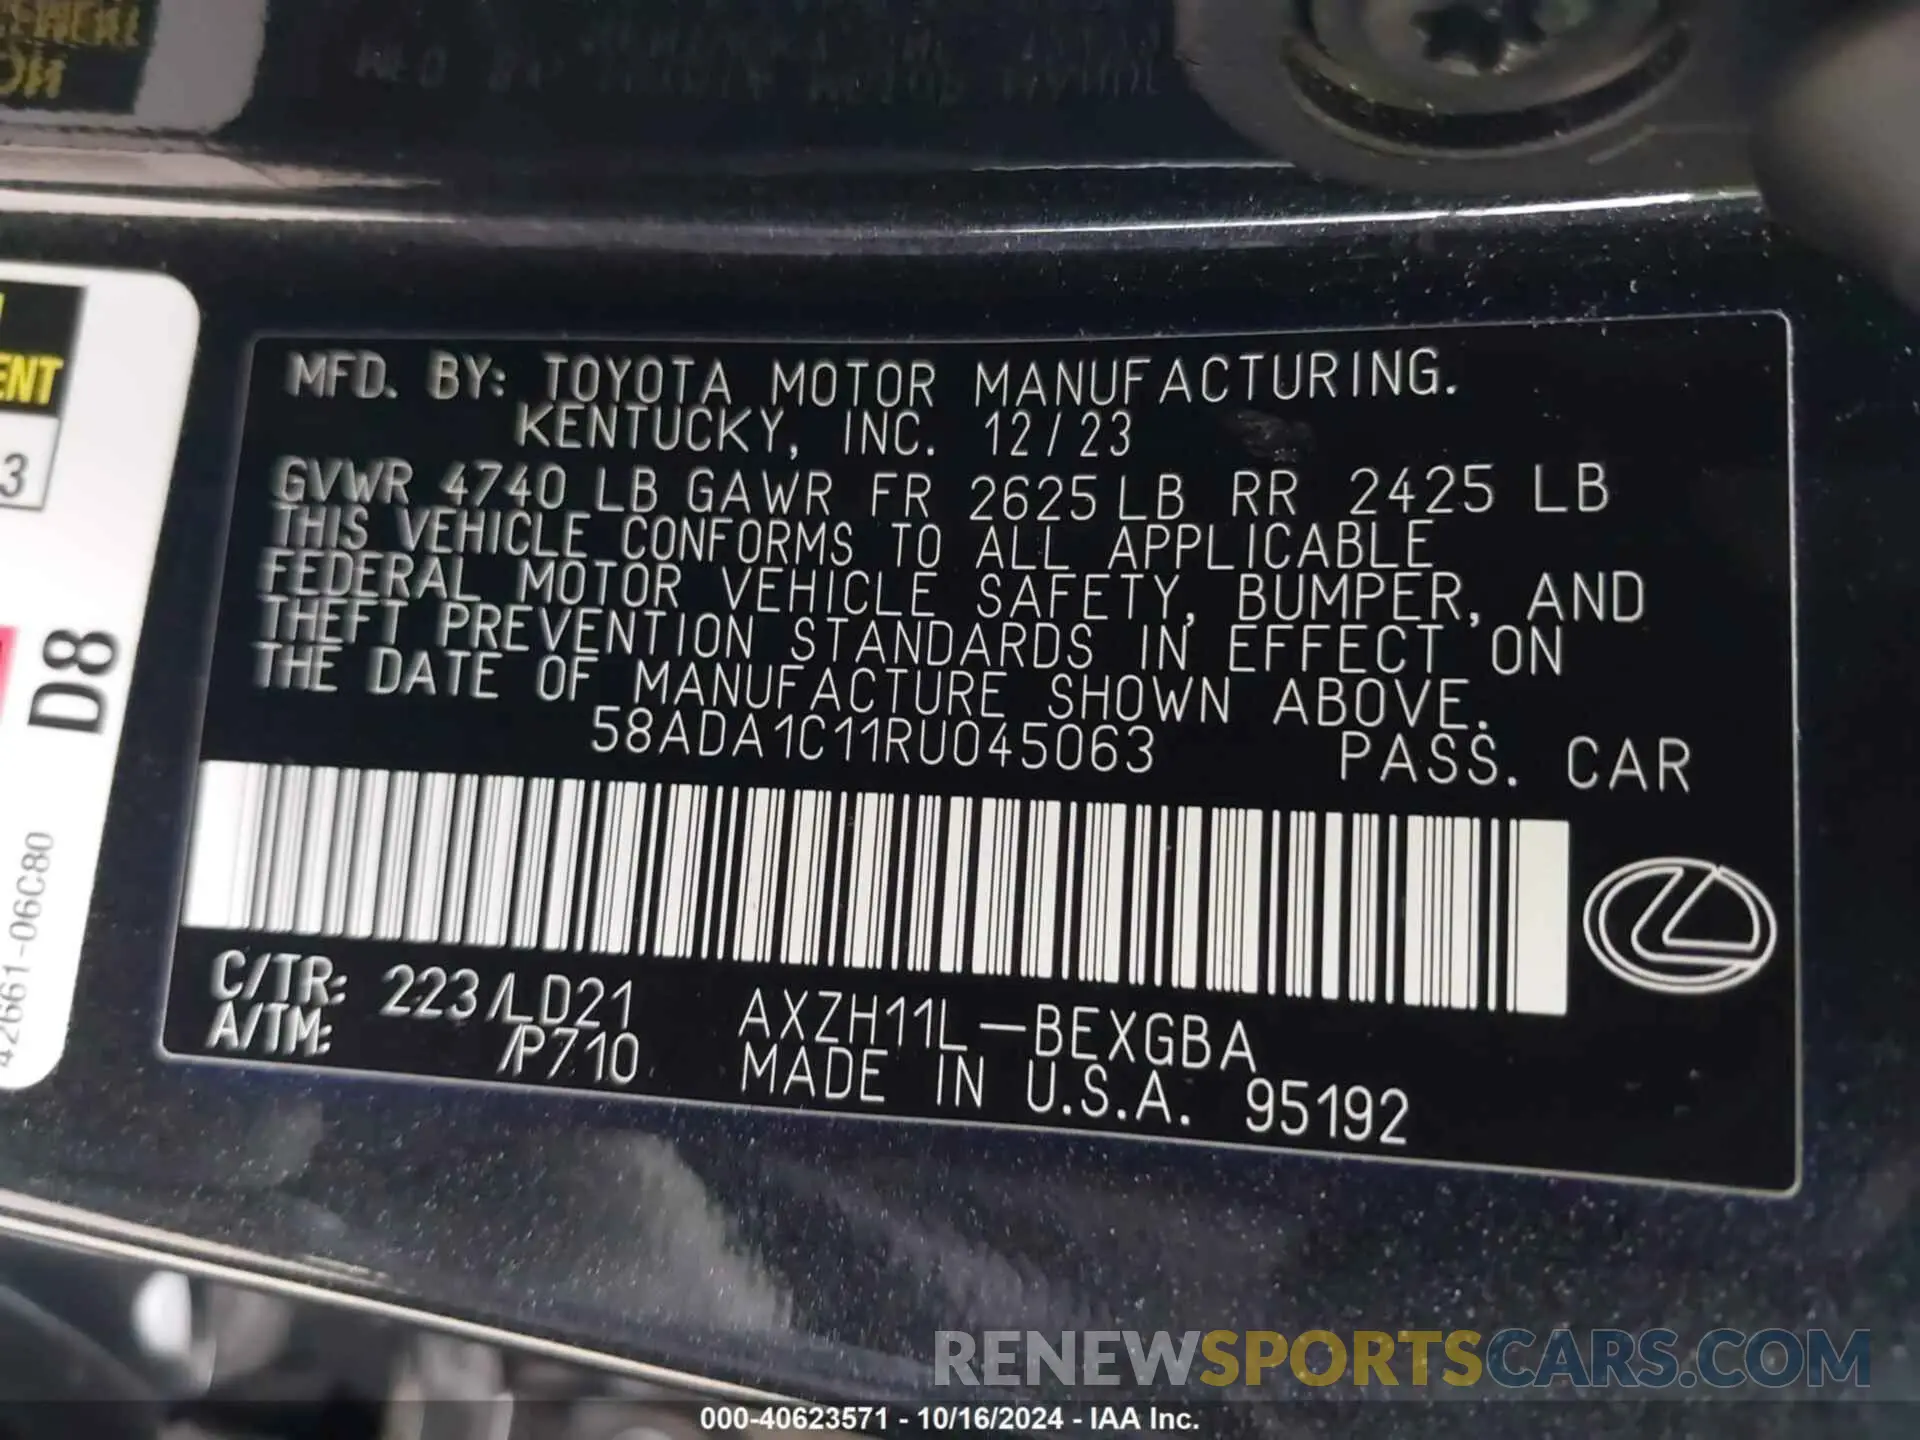 ENT
3
D8
42661-06C80
MFD. BY: TOYOTA MOTOR MANUFACTURING.
KENTUCKY, INC. 12/23
GVWR 4740 LB GAWR FR 2625 LB RR 2425 LB
THIS VEHICLE CONFORMS TO ALL APPLICABLE
FEDERAL MOTOR VEHICLE SAFETY, BUMPER, AND
THEFT PREVENTION STANDARDS IN EFFECT ON
THE DATE OF MANUFACTURE SHOWN ABOVE.
58ADA1C11RU045063 PASS. CAR
C/TR: 223/LD21 AXZH11L-BEXGBA
A/TM: /P710 MADE IN U.S.A. 95192
RENEWSPORTSCARS.COM
000-40623571 - 10/16/2024 - IAA Inc.